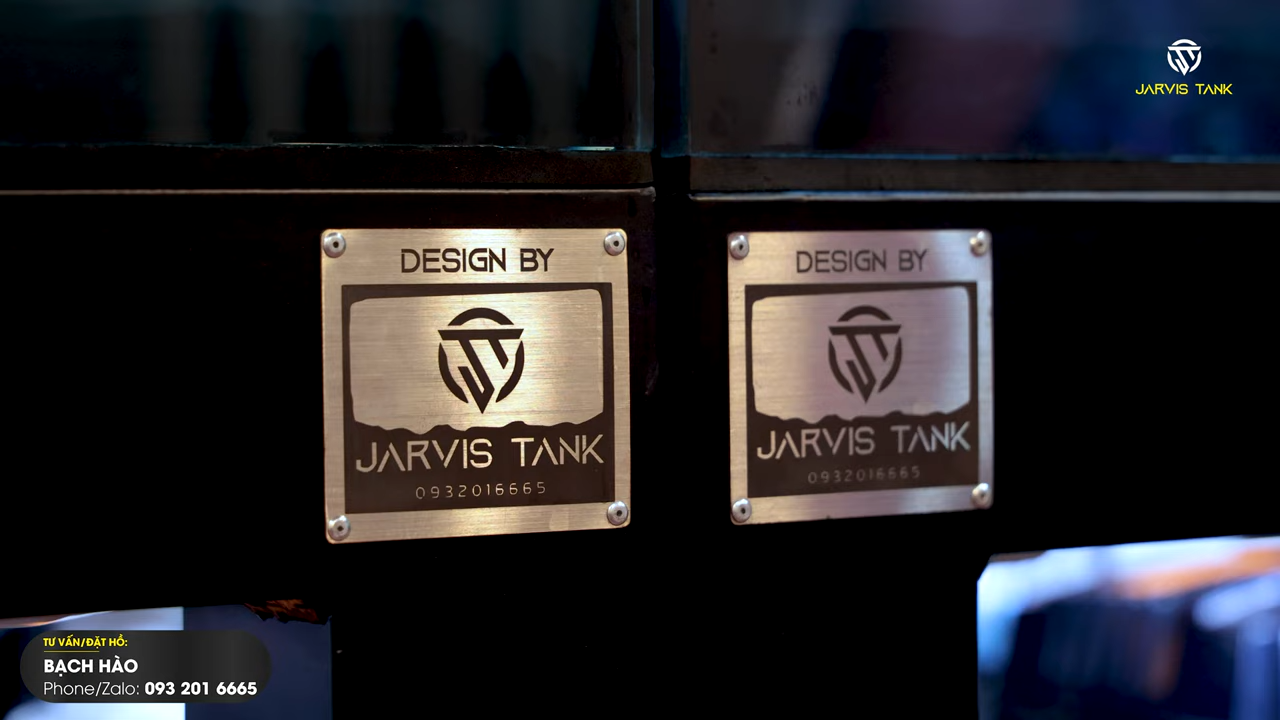 JARVIS TANK
DESIGN BY
JARVIS TANK
0932016665
DESIGN BY
JARVIS TANK
0932016665
TƯ VẤN/ĐẶT HỒ:
BẠCH HÀO
Phone/Zalo: 093 201 6665